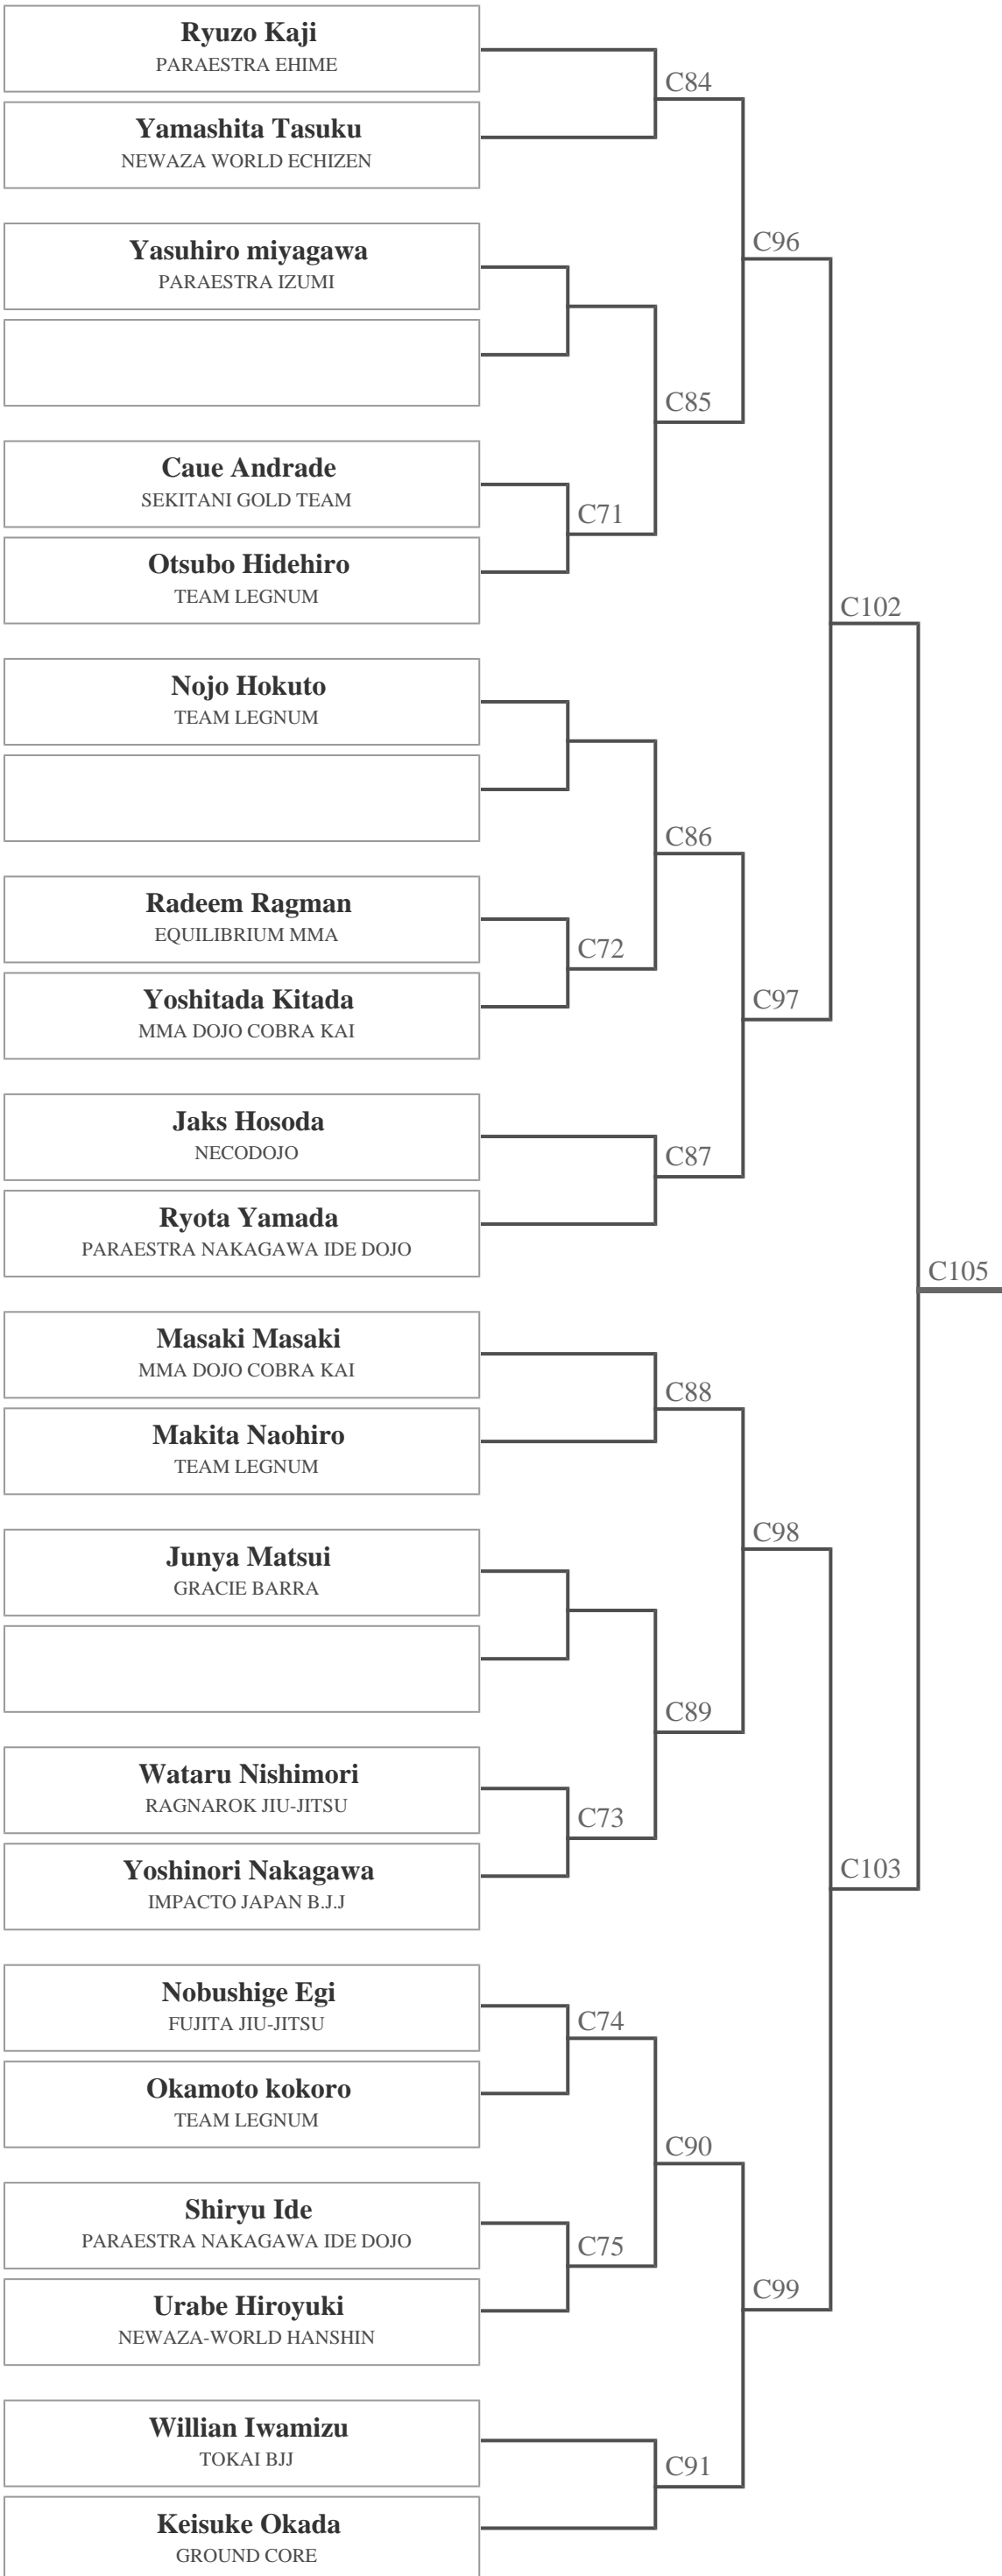 Ryuzo Kaji
PARAESTRA EHIME
C84
Yamashita Tasuku
NEWAZA WORLD ECHIZEN
Yasuhiro miyagawa
PARAESTRA IZUMI
C96
C85
Caue Andrade
SEKITANI GOLD TEAM
C71
Otsubo Hidehiro
TEAM LEGNUM
C102
Nojo Hokuto
TEAM LEGNUM
C86
Radeem Ragman
EQUILIBRIUM MMA
C72
Yoshitada Kitada
MMA DOJO COBRA KAI
C97
Jaks Hosoda
NECODOJO
C87
Ryota Yamada
PARAESTRA NAKAGAWA IDE DOJO
C105
Masaki Masaki
MMA DOJO COBRA KAI
C88
Makita Naohiro
TEAM LEGNUM
C98
Junya Matsui
GRACIE BARRA
C89
Wataru Nishimori
RAGNAROK JIU-JITSU
C73
Yoshinori Nakagawa
IMPACTO JAPAN B.J.J
C103
Nobushige Egi
FUJITA JIU-JITSU
C74
Okamoto kokoro
TEAM LEGNUM
C90
Shiryu Ide
PARAESTRA NAKAGAWA IDE DOJO
C75
Urabe Hiroyuki
NEWAZA-WORLD HANSHIN
C99
Willian Iwamizu
TOKAI BJJ
C91
Keisuke Okada
GROUND CORE